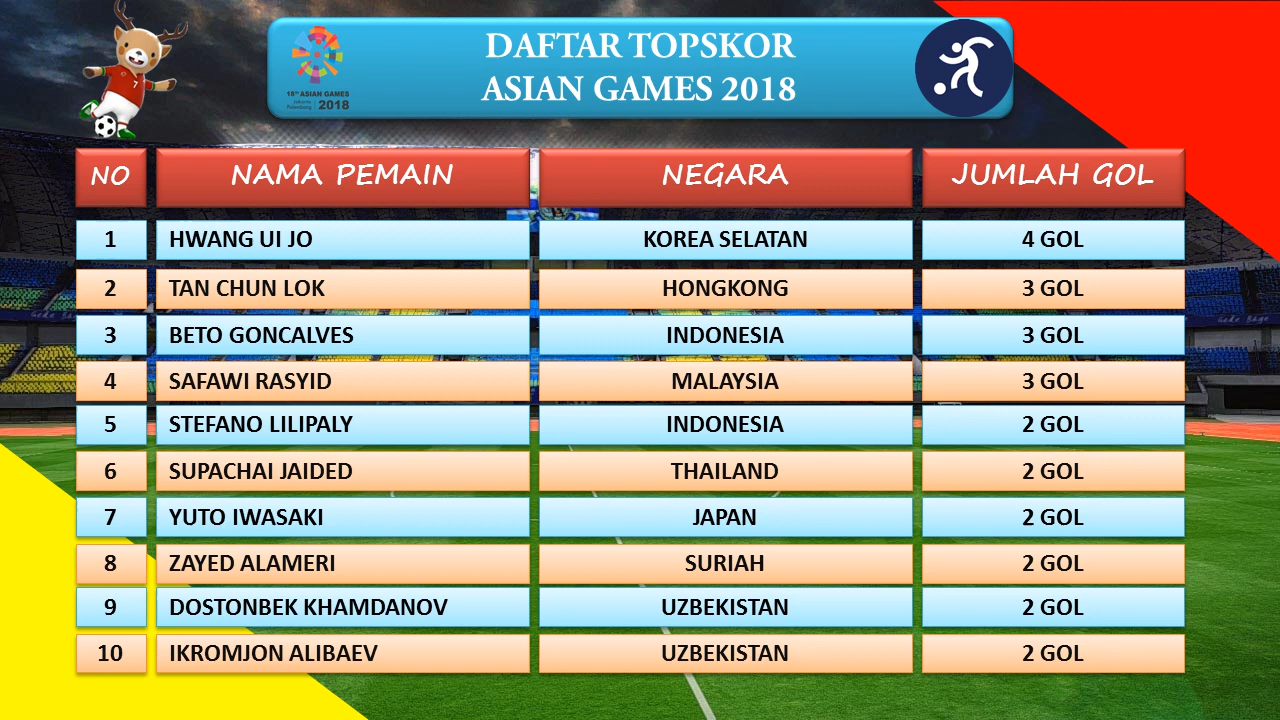 18TH ASIAN GAMES
Jakarta
Palembang
2018
DAFTAR TOPSKOR
ASIAN GAMES 2018
NO NAMA PEMAIN NEGARA JUMLAH GOL
1 HWANG UI JO KOREA SELATAN 4 GOL
2 TAN CHUN LOK HONGKONG 3 GOL
3 BETO GONCALVES INDONESIA 3 GOL
4 SAFAWI RASYID MALAYSIA 3 GOL
5 STEFANO LILIPALY INDONESIA 2 GOL
6 SUPACHAI JAIDED THAILAND 2 GOL
7 YUTO IWASAKI JAPAN 2 GOL
8 ZAYED ALAMERI SURIAH 2 GOL
9 DOSTONBEK KHAMDANOV UZBEKISTAN 2 GOL
10 IKROMJON ALIBAEV UZBEKISTAN 2 GOL